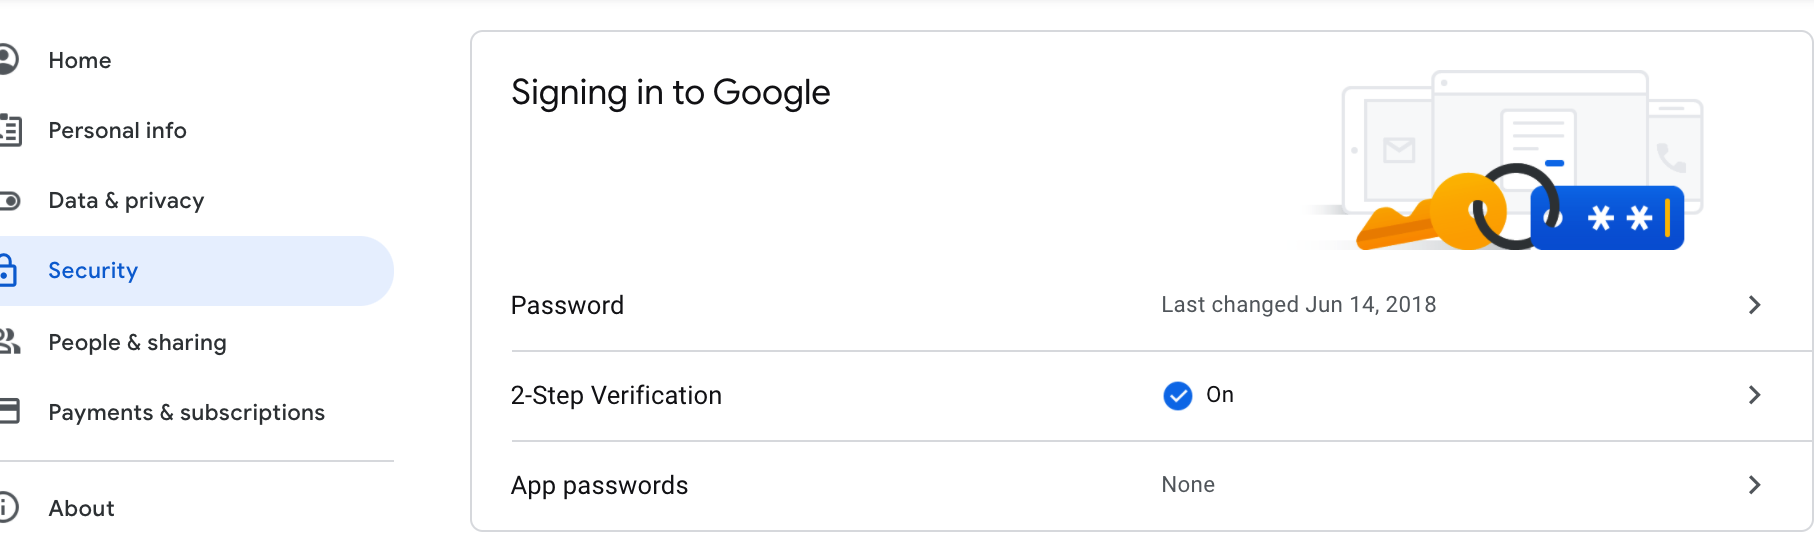 Home
Personal info
Data & privacy
Security
People & sharing
Payments & subscriptions
About
Signing in to Google
**
Password Last changed Jun 14, 2018
2-Step Verification On
App passwords None